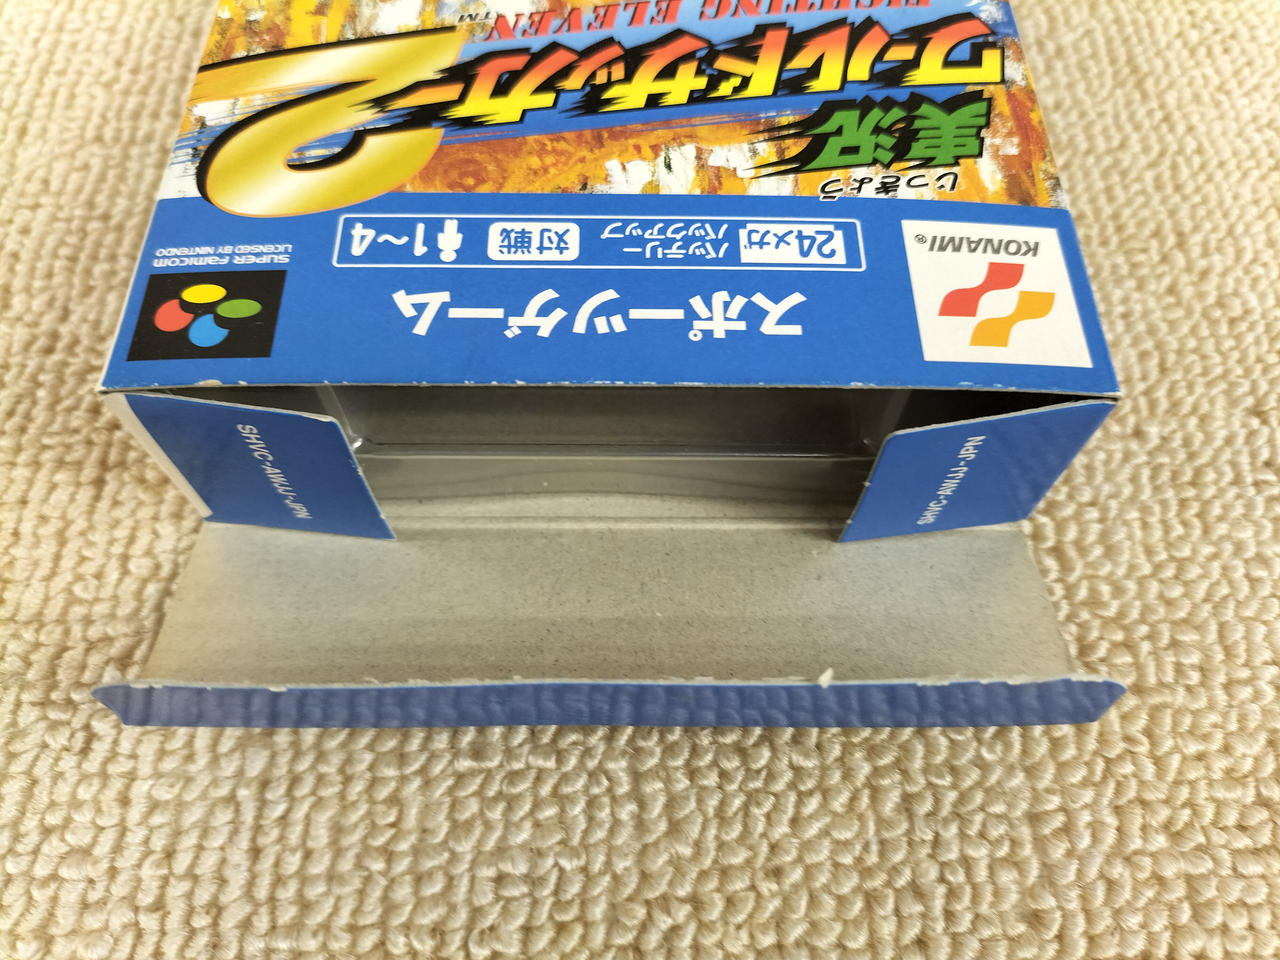 KONAMI®
スポーツゲーム
24メガ
バッテリー
バックアップ
対戦
1〜4
SUPER FAMICOM
LICENSED BY NINTENDO
じっきょう
実況
ワールドサッカー2
FIGHTING ELEVEN™
SHVC-AWJJ-JPN
SHVC-AWJJ-JPN